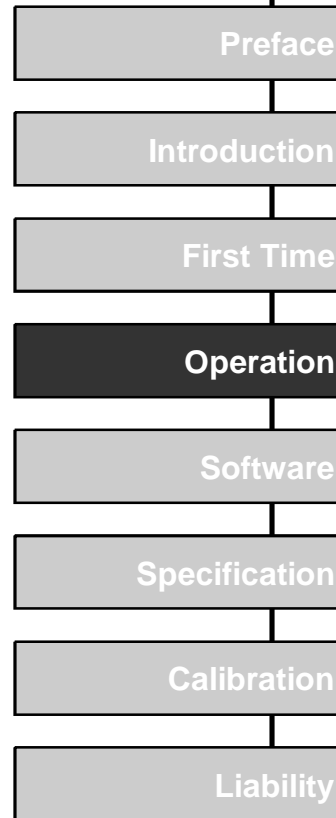 Preface
Introduction
First Time
Operation
Software
Specification
Calibration
Liability